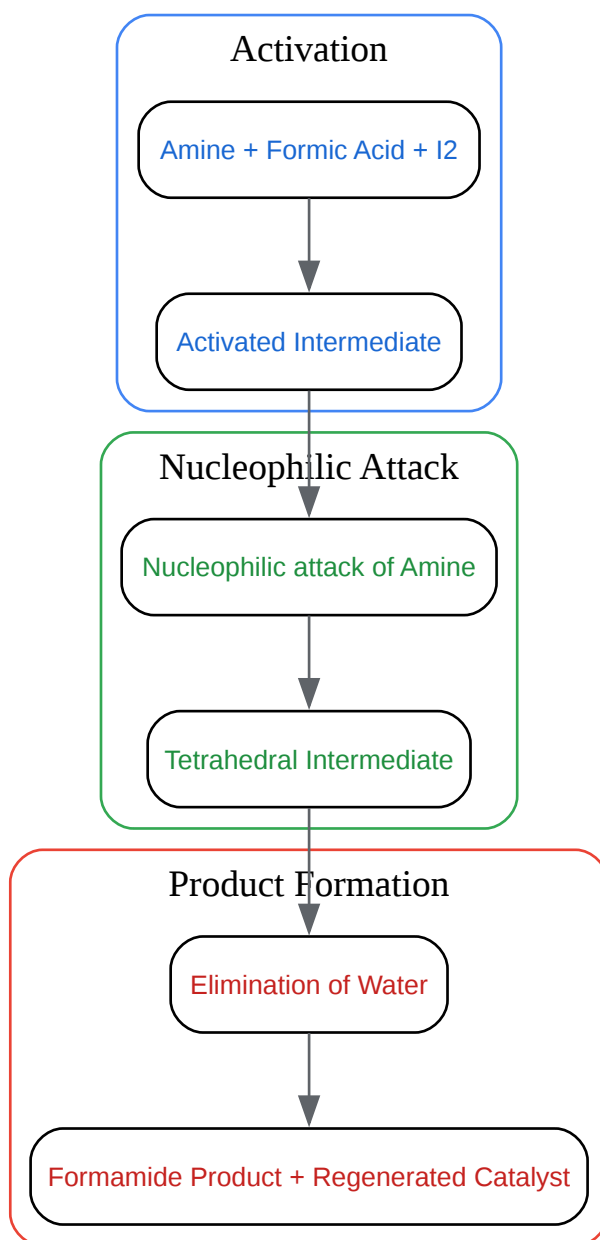 Activation
Amine + Formic Acid + I2
Activated Intermediate
Nucleophilic Attack
Nucleophilic attack of Amine
Tetrahedral Intermediate
Product Formation
Elimination of Water
Formamide Product + Regenerated Catalyst